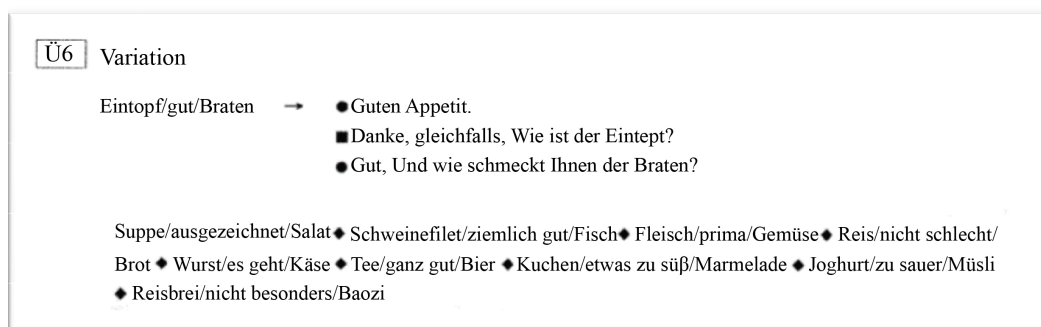 Ü6 Variation
Eintopf/gut/Braten → ●Guten Appetit.
■Danke, gleichfalls, Wie ist der Eintept?
●Gut, Und wie schmeckt Ihnen der Braten?
Suppe/ausgezeichnet/Salat◆ Schweinefilet/ziemlich gut/Fisch◆ Fleisch/prima/Gemüse◆ Reis/nicht schlecht/
Brot ◆ Wurst/es geht/Käse ◆ Tee/ganz gut/Bier ◆Kuchen/etwas zu süβ/Marmelade ◆ Joghurt/zu sauer/Müsli
◆ Reisbrei/nicht besonders/Baozi